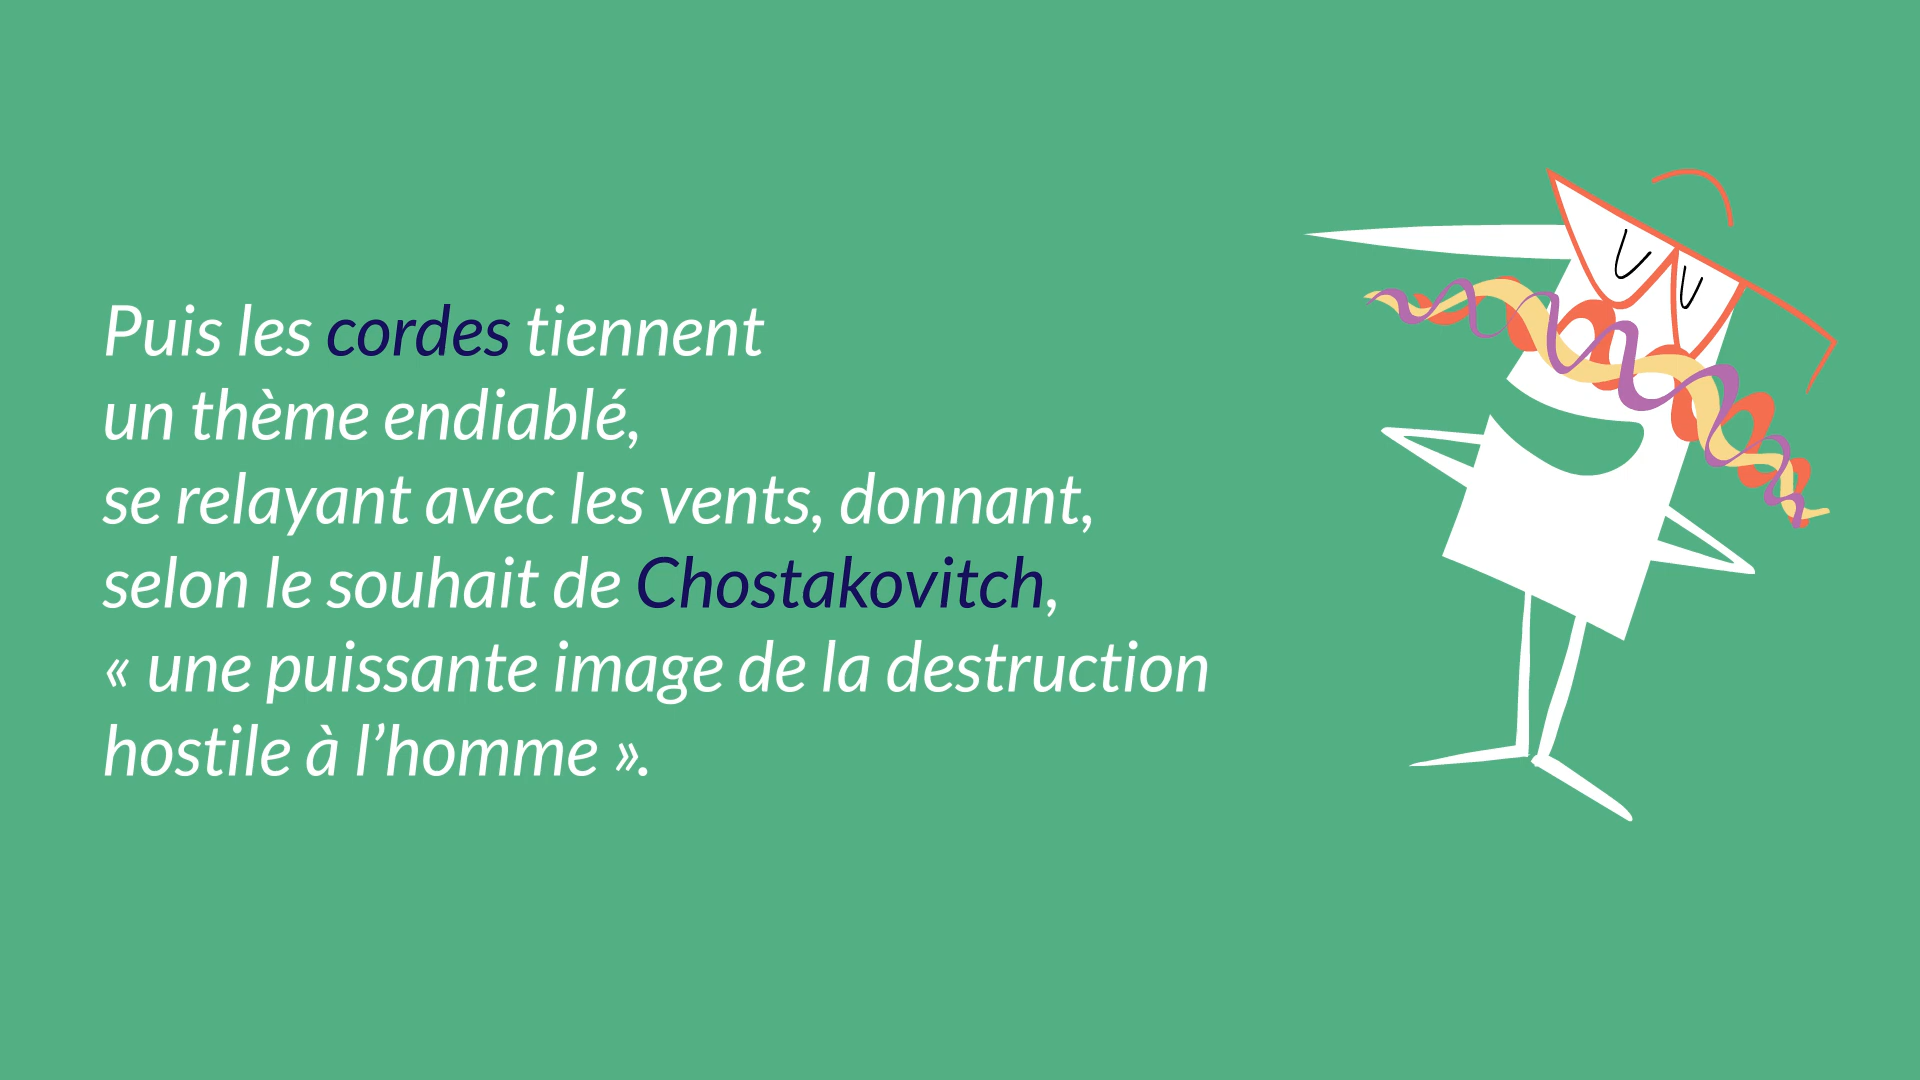 Puis les cordes tiennent
un thème endiablé,
se relayant avec les vents, donnant,
selon le souhait de Chostakovitch,
« une puissante image de la destruction
hostile à l’homme ».